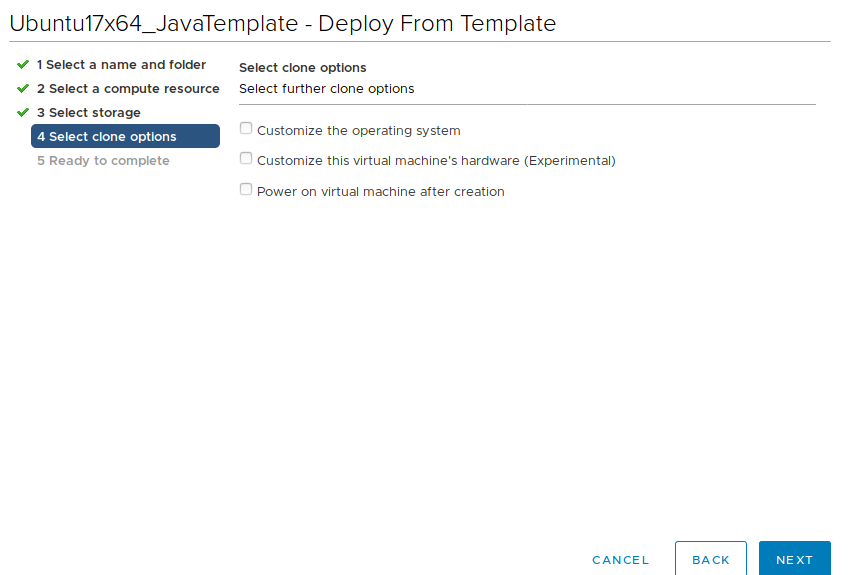 Ubuntu17x64_JavaTemplate - Deploy From Template
1 Select a name and folder
2 Select a compute resource
3 Select storage
4 Select clone options
5 Ready to complete
Select clone options
Select further clone options
Customize the operating system
Customize this virtual machine's hardware (Experimental)
Power on virtual machine after creation
CANCEL
BACK
NEXT